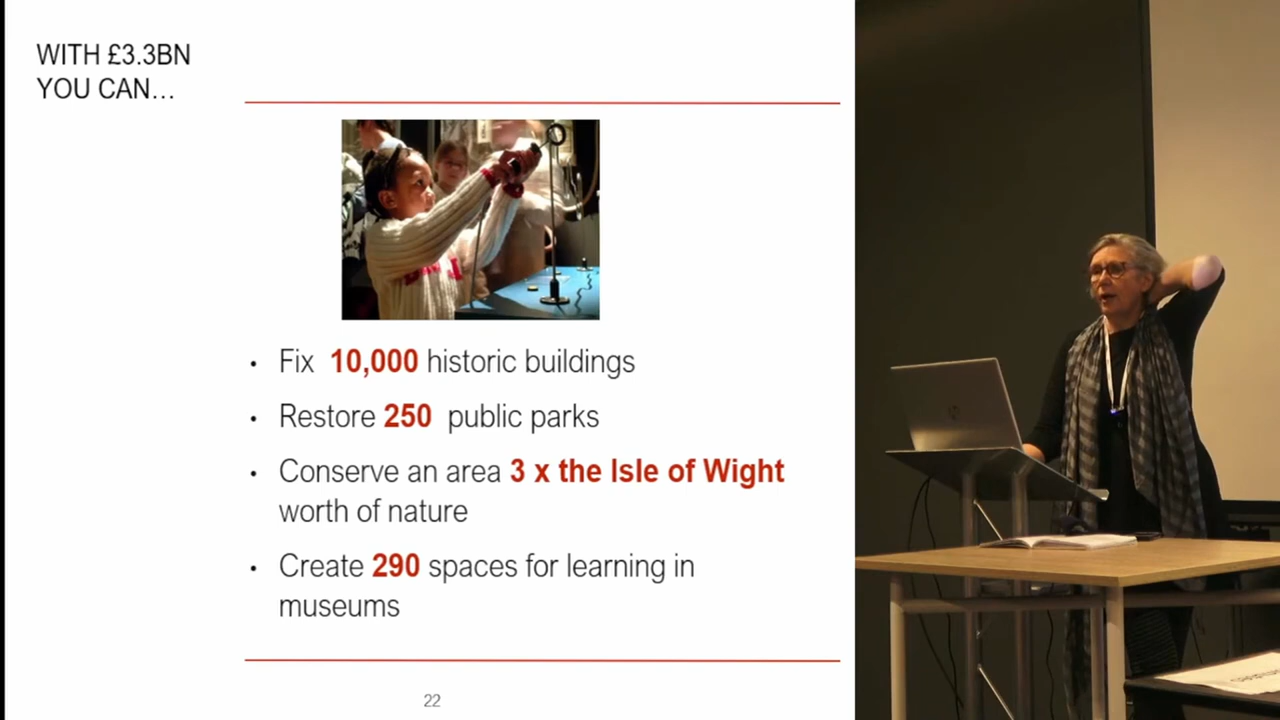 WITH £3.3BN
YOU CAN...
• Fix 10,000 historic buildings
• Restore 250 public parks
• Conserve an area 3 x the Isle of Wight
worth of nature
• Create 290 spaces for learning in
museums
22